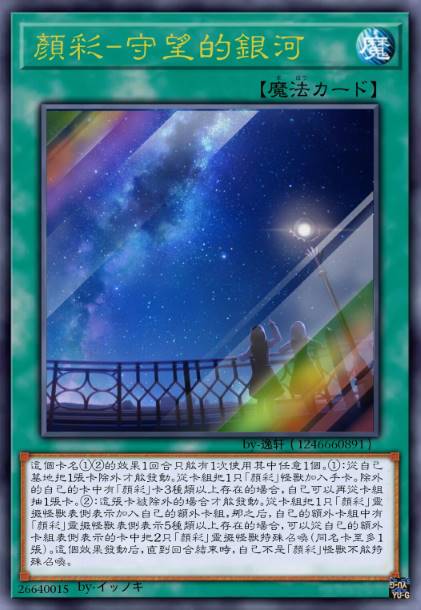 顔彩-守望的銀河
魔
【魔法カード】
by-逸轩（1246660891）
這個卡名①②的效果1回合只能有1次使用其中任意1個。①：從自己
墓地把1張卡除外才能發動。從卡組把1只「顔彩」怪獸加入手卡。除外
的自己的卡中有「顔彩」卡3種類以上存在的場合，自己可以再從卡組
抽1張卡。②：這張卡被除外的場合才能發動。從卡組把1只「顔彩」靈
擺怪獸表側表示加入自己的額外卡組，那之后，自己的額外卡組中有
「顔彩」靈擺怪獸表側表示5種類以上存在的場合，可以從自己的額外
卡組表側表示的卡中把2只「顔彩」靈擺怪獸特殊召喚（同名卡至多1
張）。這個效果發動后，直到回合結束時，自己不是「顔彩」怪獸不能特
殊召喚。
26640015 by-イッノキ